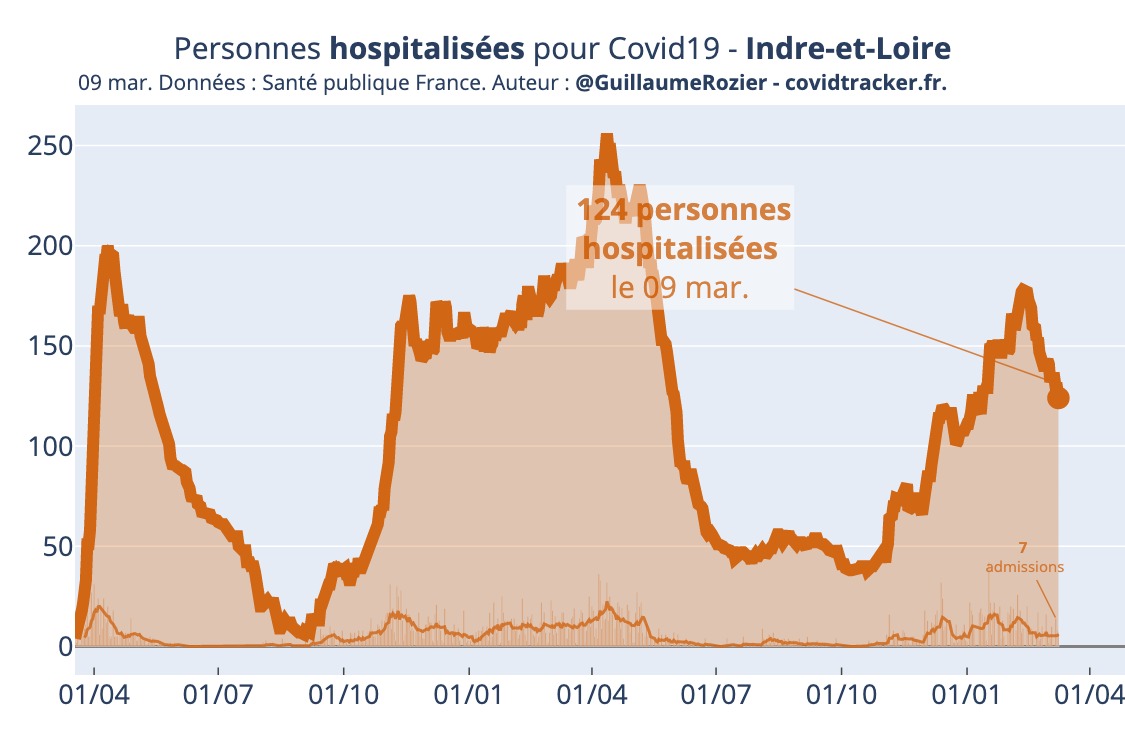 Personnes hospitalisées pour Covid19 - Indre-et-Loire
09 mar. Données : Santé publique France. Auteur : @GuillaumeRozier - covidtracker.fr.
250
200
150
100
50
0
124 personnes
hospitalisées
le 09 mar.
7
admissions
01/04
01/07
01/10
01/01
01/04
01/07
01/10
01/01
01/04